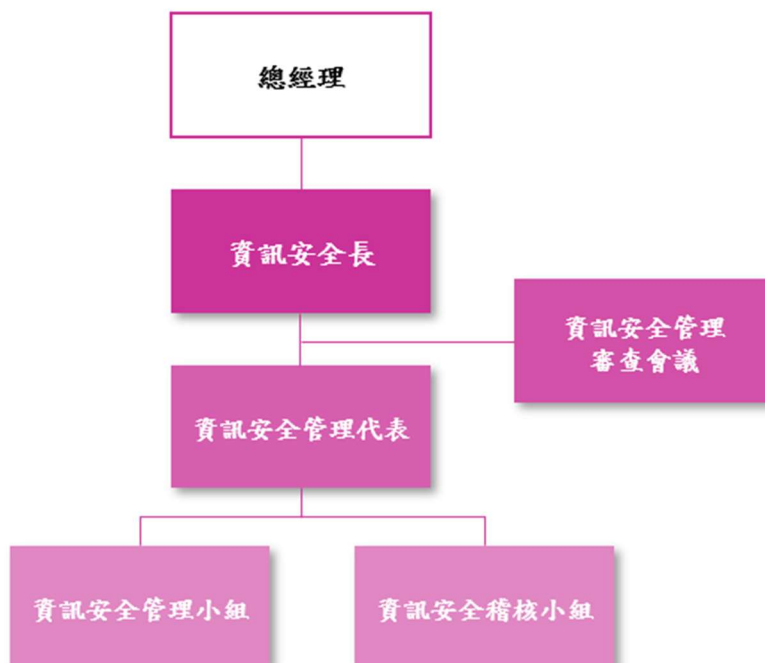 總經理
資訊安全長
資訊安全管理
審查會議
資訊安全管理代表
資訊安全管理小組
資訊安全稽核小組